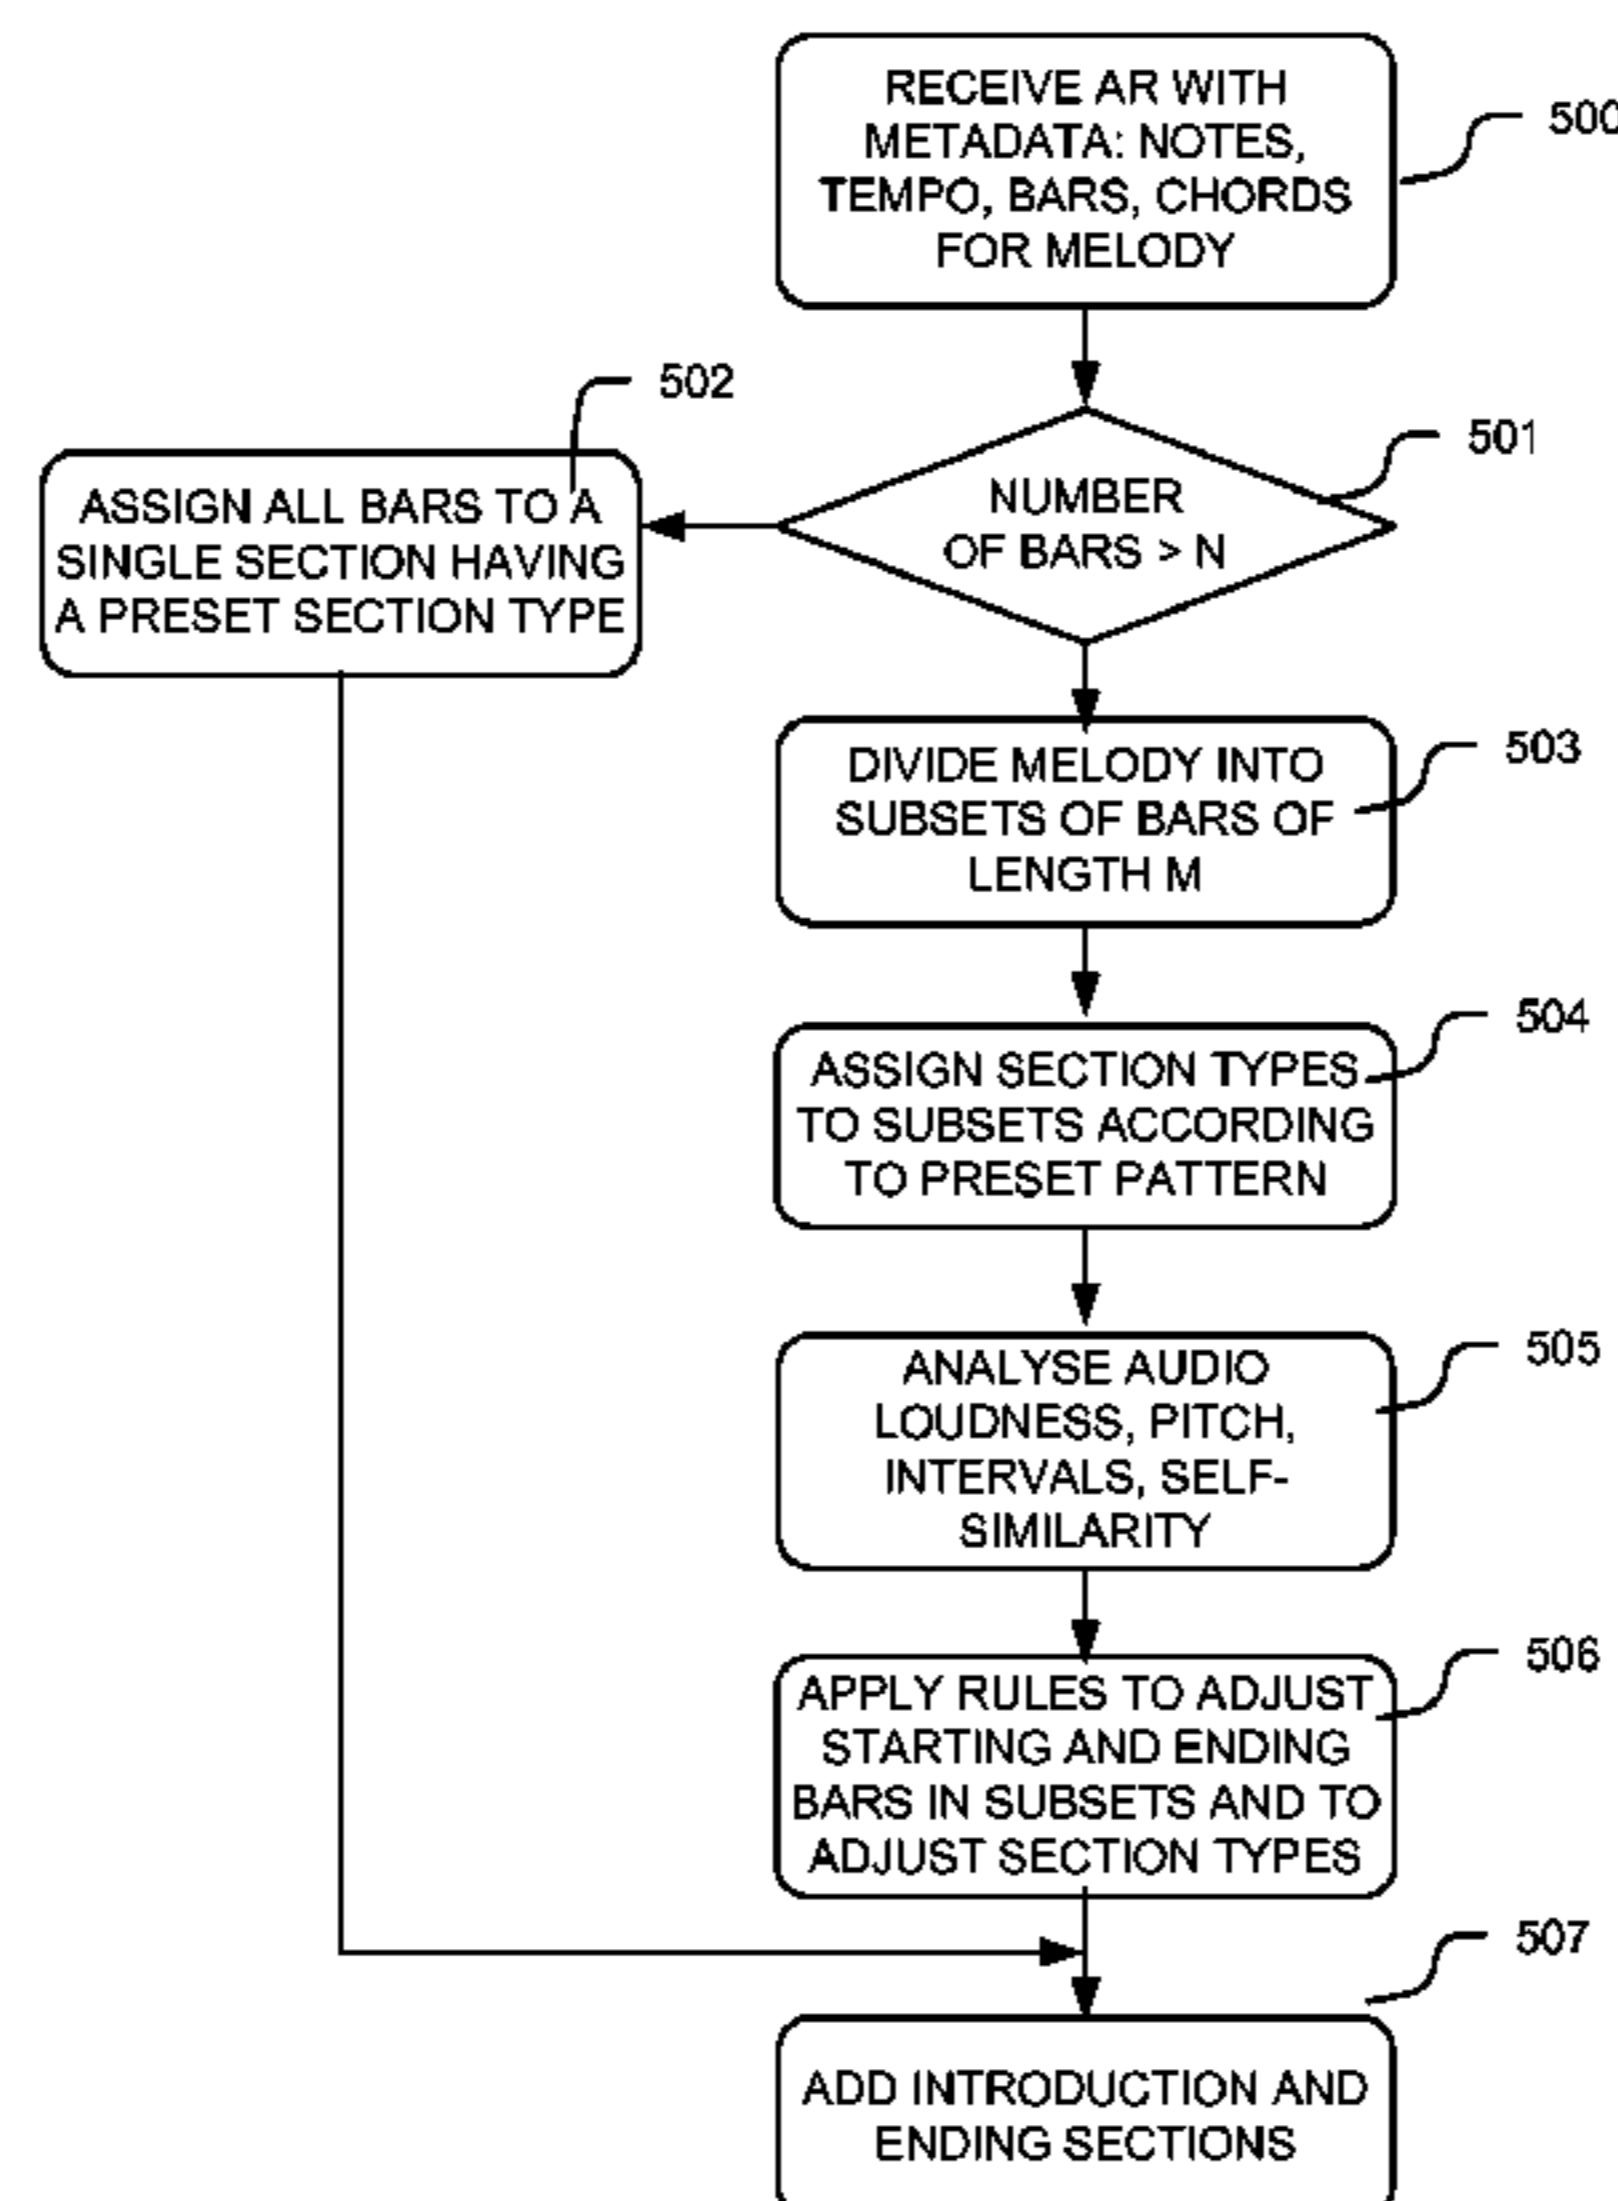 RECEIVE AR WITH
METADATA: NOTES,
TEMPO, BARS, CHORDS
FOR MELODY
500
502
501
NUMBER
OF BARS > N
ASSIGN ALL BARS TO A
SINGLE SECTION HAVING
A PRESET SECTION TYPE
503
DIVIDE MELODY INTO
SUBSETS OF BARS OF
LENGTH M
504
ASSIGN SECTION TYPES
TO SUBSETS ACCORDING
TO PRESET PATTERN
505
ANALYSE AUDIO
LOUDNESS, PITCH,
INTERVALS, SELF-
SIMILARITY
506
APPLY RULES TO ADJUST
STARTING AND ENDING
BARS IN SUBSETS AND TO
ADJUST SECTION TYPES
507
ADD INTRODUCTION AND
ENDING SECTIONS